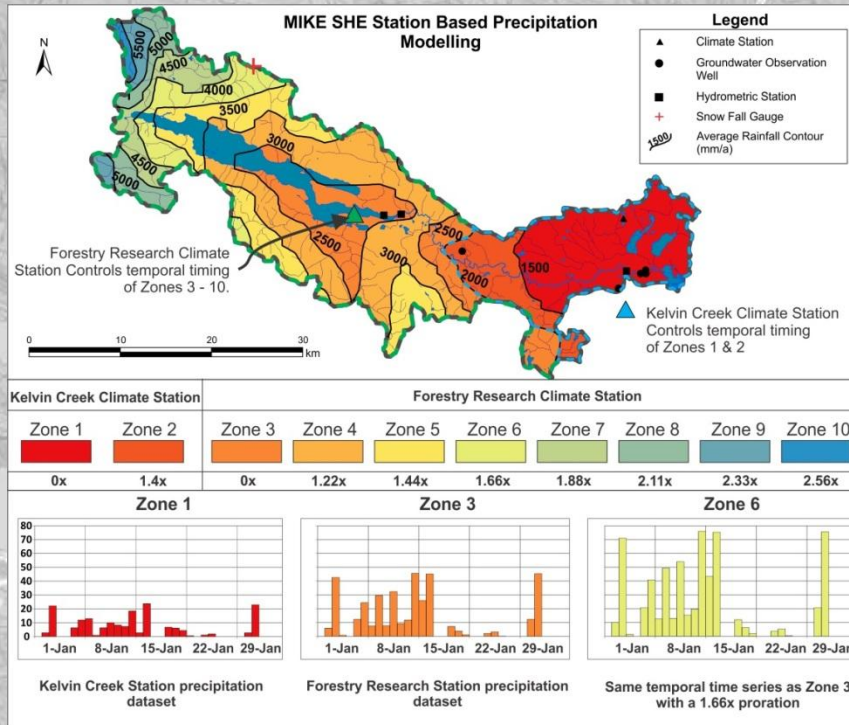 MIKE SHE Station Based Precipitation
Modelling
N
Legend
Climate Station
Groundwater Observation
Well
Hydrometric Station
Snow Fall Gauge
1500
Average Rainfall Contour
(mm/a)
5500
5000
4500
4000
3500
3000
4500
5000
2500
3000
2500
2000
1500
Forestry Research Climate
Station Controls temporal timing
of Zones 3 - 10.
Kelvin Creek Climate Station
Controls temporal timing
of Zones 1 & 2
0 10 20 30
km
Kelvin Creek Climate Station Forestry Research Climate Station
Zone 1 Zone 2 Zone 3 Zone 4 Zone 5 Zone 6 Zone 7 Zone 8 Zone 9 Zone 10
0x 1.4x 0x 1.22x 1.44x 1.66x 1.88x 2.11x 2.33x 2.56x
Zone 1 Zone 3 Zone 6
80
70
60
50
40
30
20
10
0
1-Jan 8-Jan 15-Jan 22-Jan 29-Jan 1-Jan 8-Jan 15-Jan 22-Jan 29-Jan 1-Jan 8-Jan 15-Jan 22-Jan 29-Jan
Kelvin Creek Station precipitation
dataset
Forestry Research Station precipitation
dataset
Same temporal time series as Zone 3
with a 1.66x proration